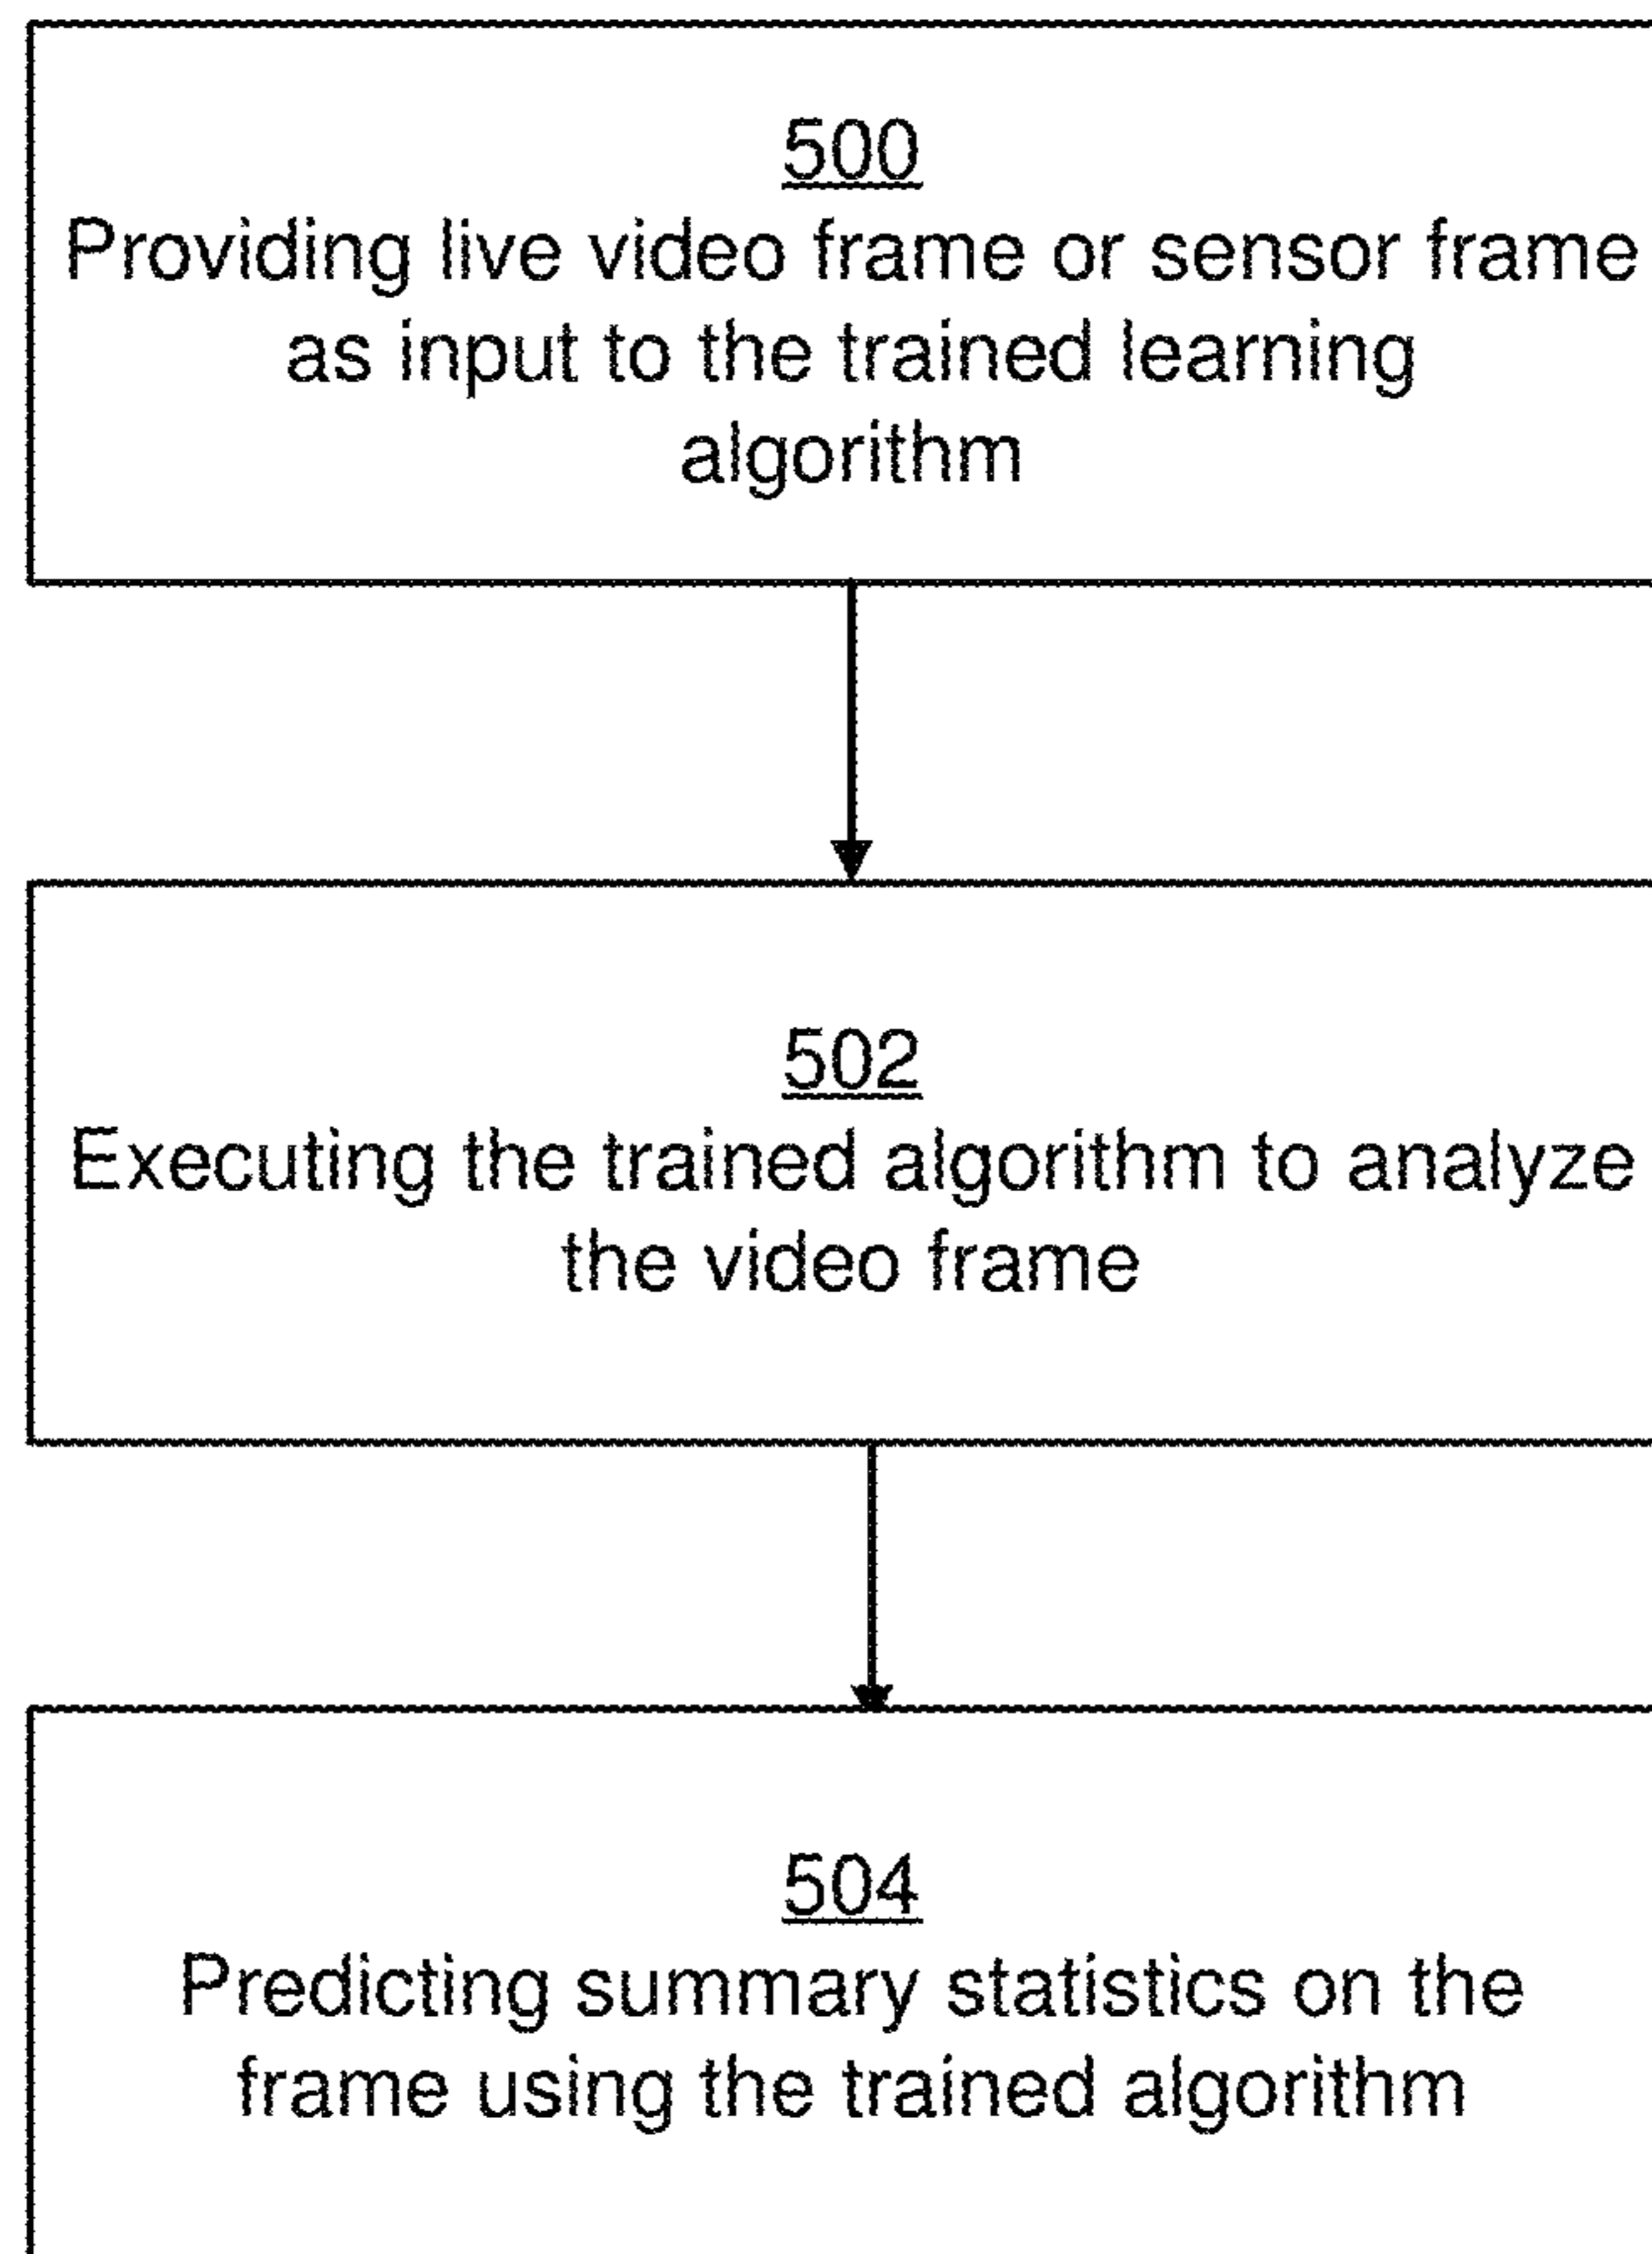 500
Providing live video frame or sensor frame
as input to the trained learning
algorithm
502
Executing the trained algorithm to analyze
the video frame
504
Predicting summary statistics on the
frame using the trained algorithm